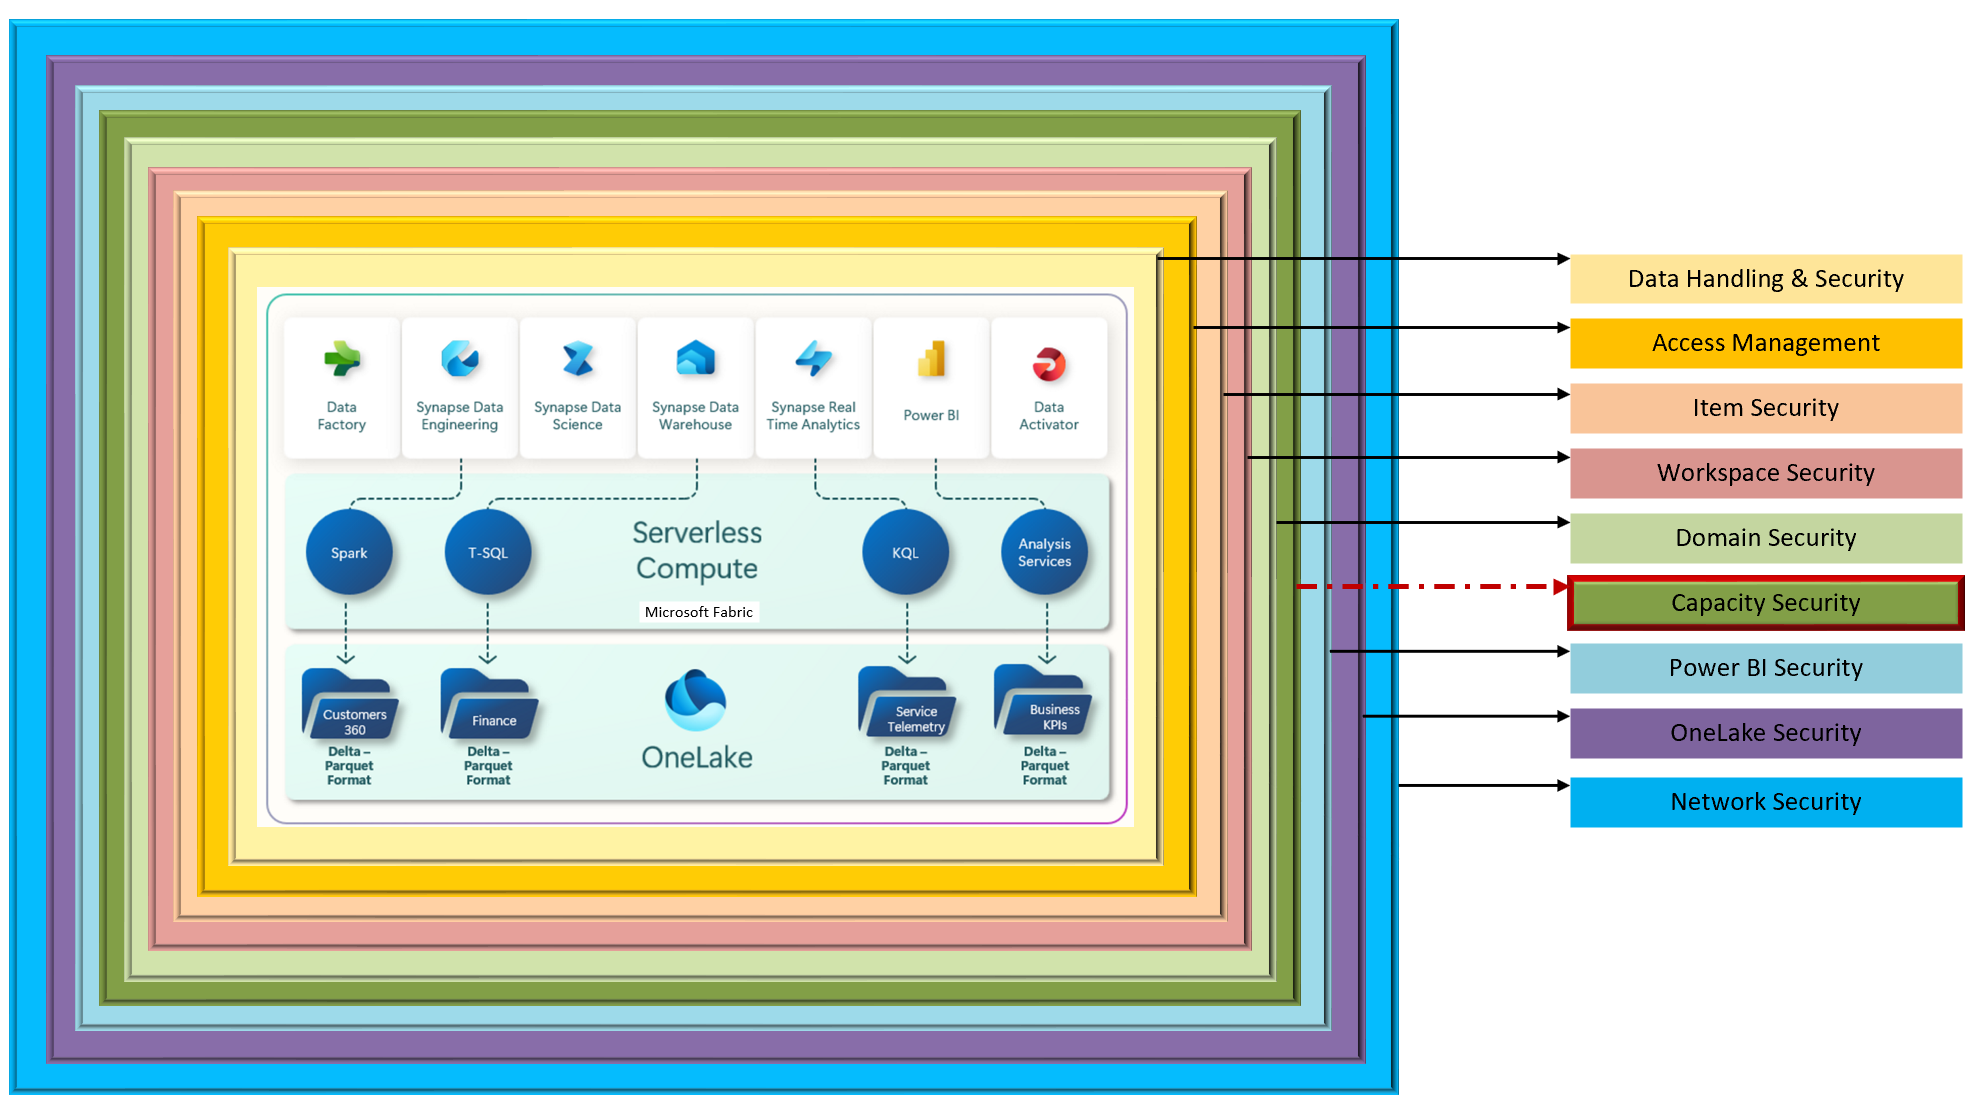 Data
Factory
Synapse Data
Engineering
Synapse Data
Science
Synapse Data
Warehouse
Synapse Real
Time Analytics
Power BI
Data
Activator
Spark
T-SQL
Serverless
Compute
Microsoft Fabric
KQL
Analysis
Services
Customers
360
Delta –
Parquet
Format
Finance
Delta –
Parquet
Format
OneLake
Service
Telemetry
Delta –
Parquet
Format
Business
KPIs
Delta –
Parquet
Format
Data Handling & Security
Access Management
Item Security
Workspace Security
Domain Security
Capacity Security
Power BI Security
OneLake Security
Network Security